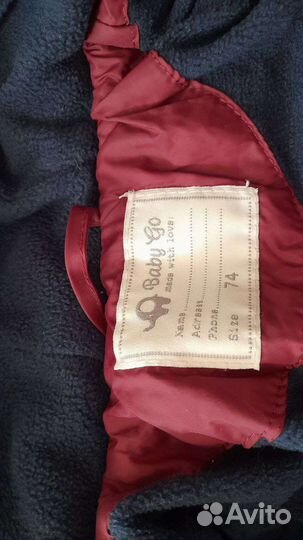 Baby Go
made with love!
Name..................
Adress..................
Phone..................
Size 74
Avito